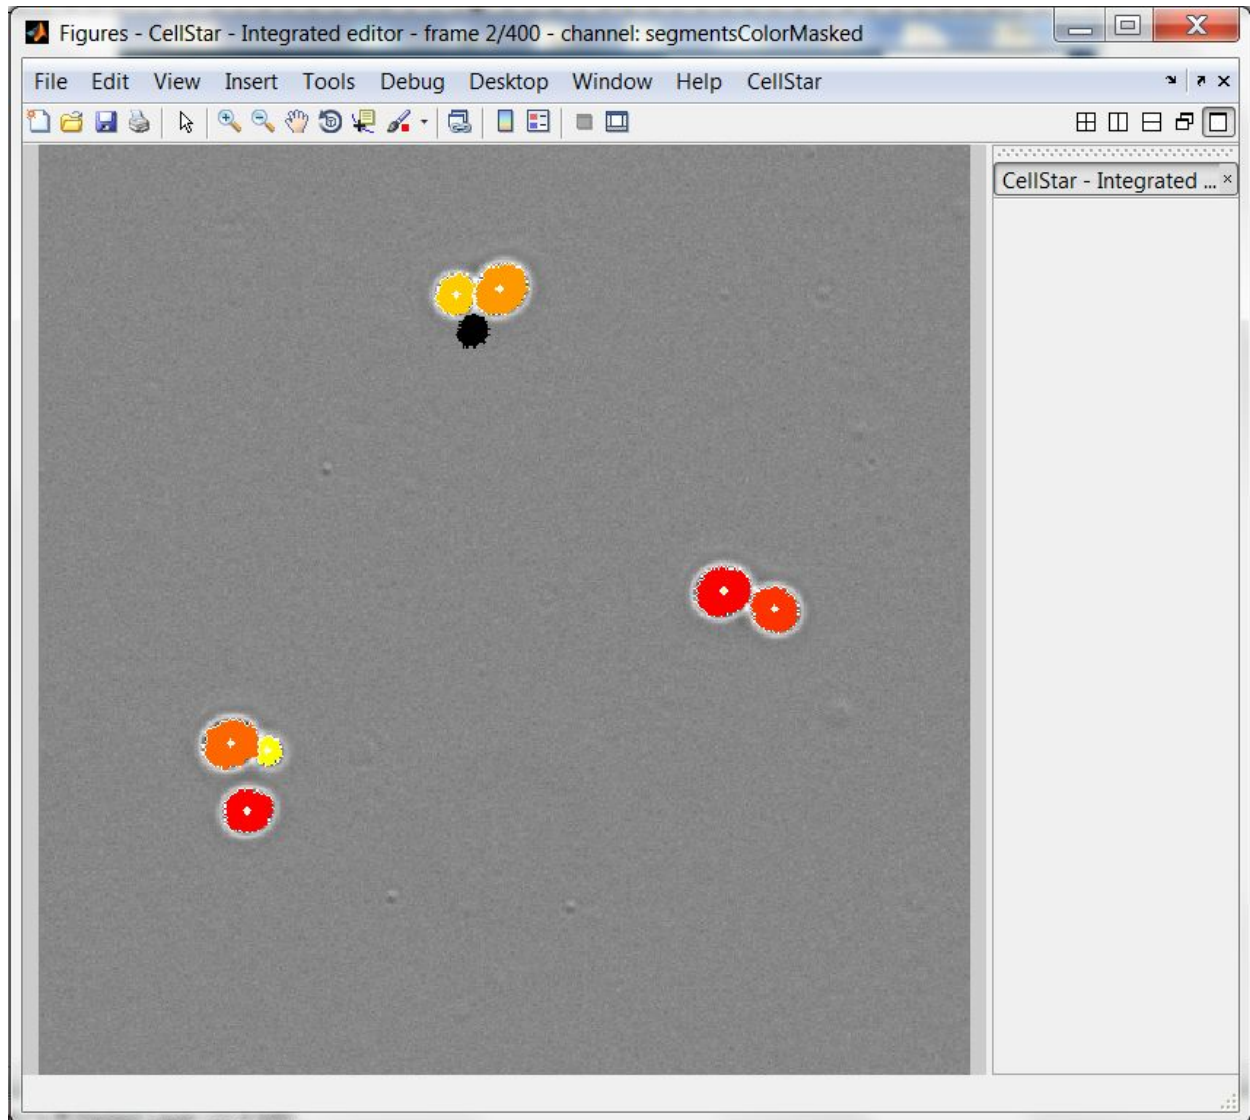 Figures - CellStar - Integrated editor - frame 2/400 - channel: segmentsColorMasked
File Edit View Insert Tools Debug Desktop Window Help CellStar
CellStar - Integrated ...